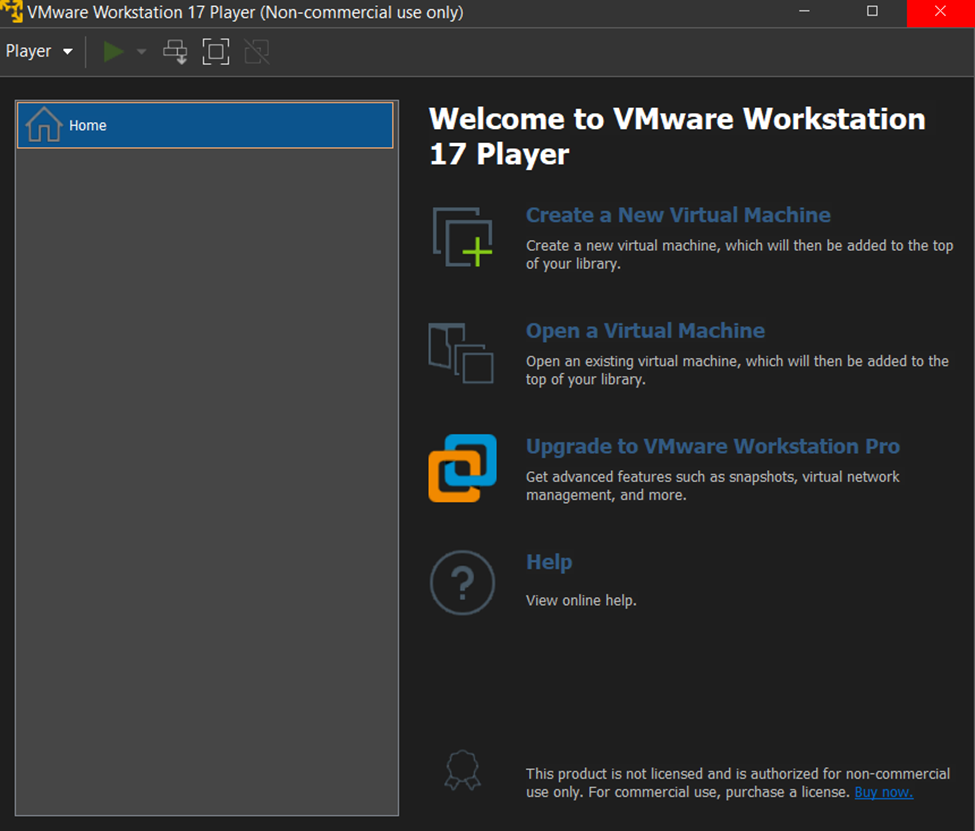 VMware Workstation 17 Player (Non-commercial use only)
Player
Home
Welcome to VMware Workstation
17 Player
Create a New Virtual Machine
Create a new virtual machine, which will then be added to the top
of your library.
Open a Virtual Machine
Open an existing virtual machine, which will then be added to the
top of your library.
Upgrade to VMware Workstation Pro
Get advanced features such as snapshots, virtual network
management, and more.
?
Help
View online help.
This product is not licensed and is authorized for non-commercial
use only. For commercial use, purchase a license. Buy now.